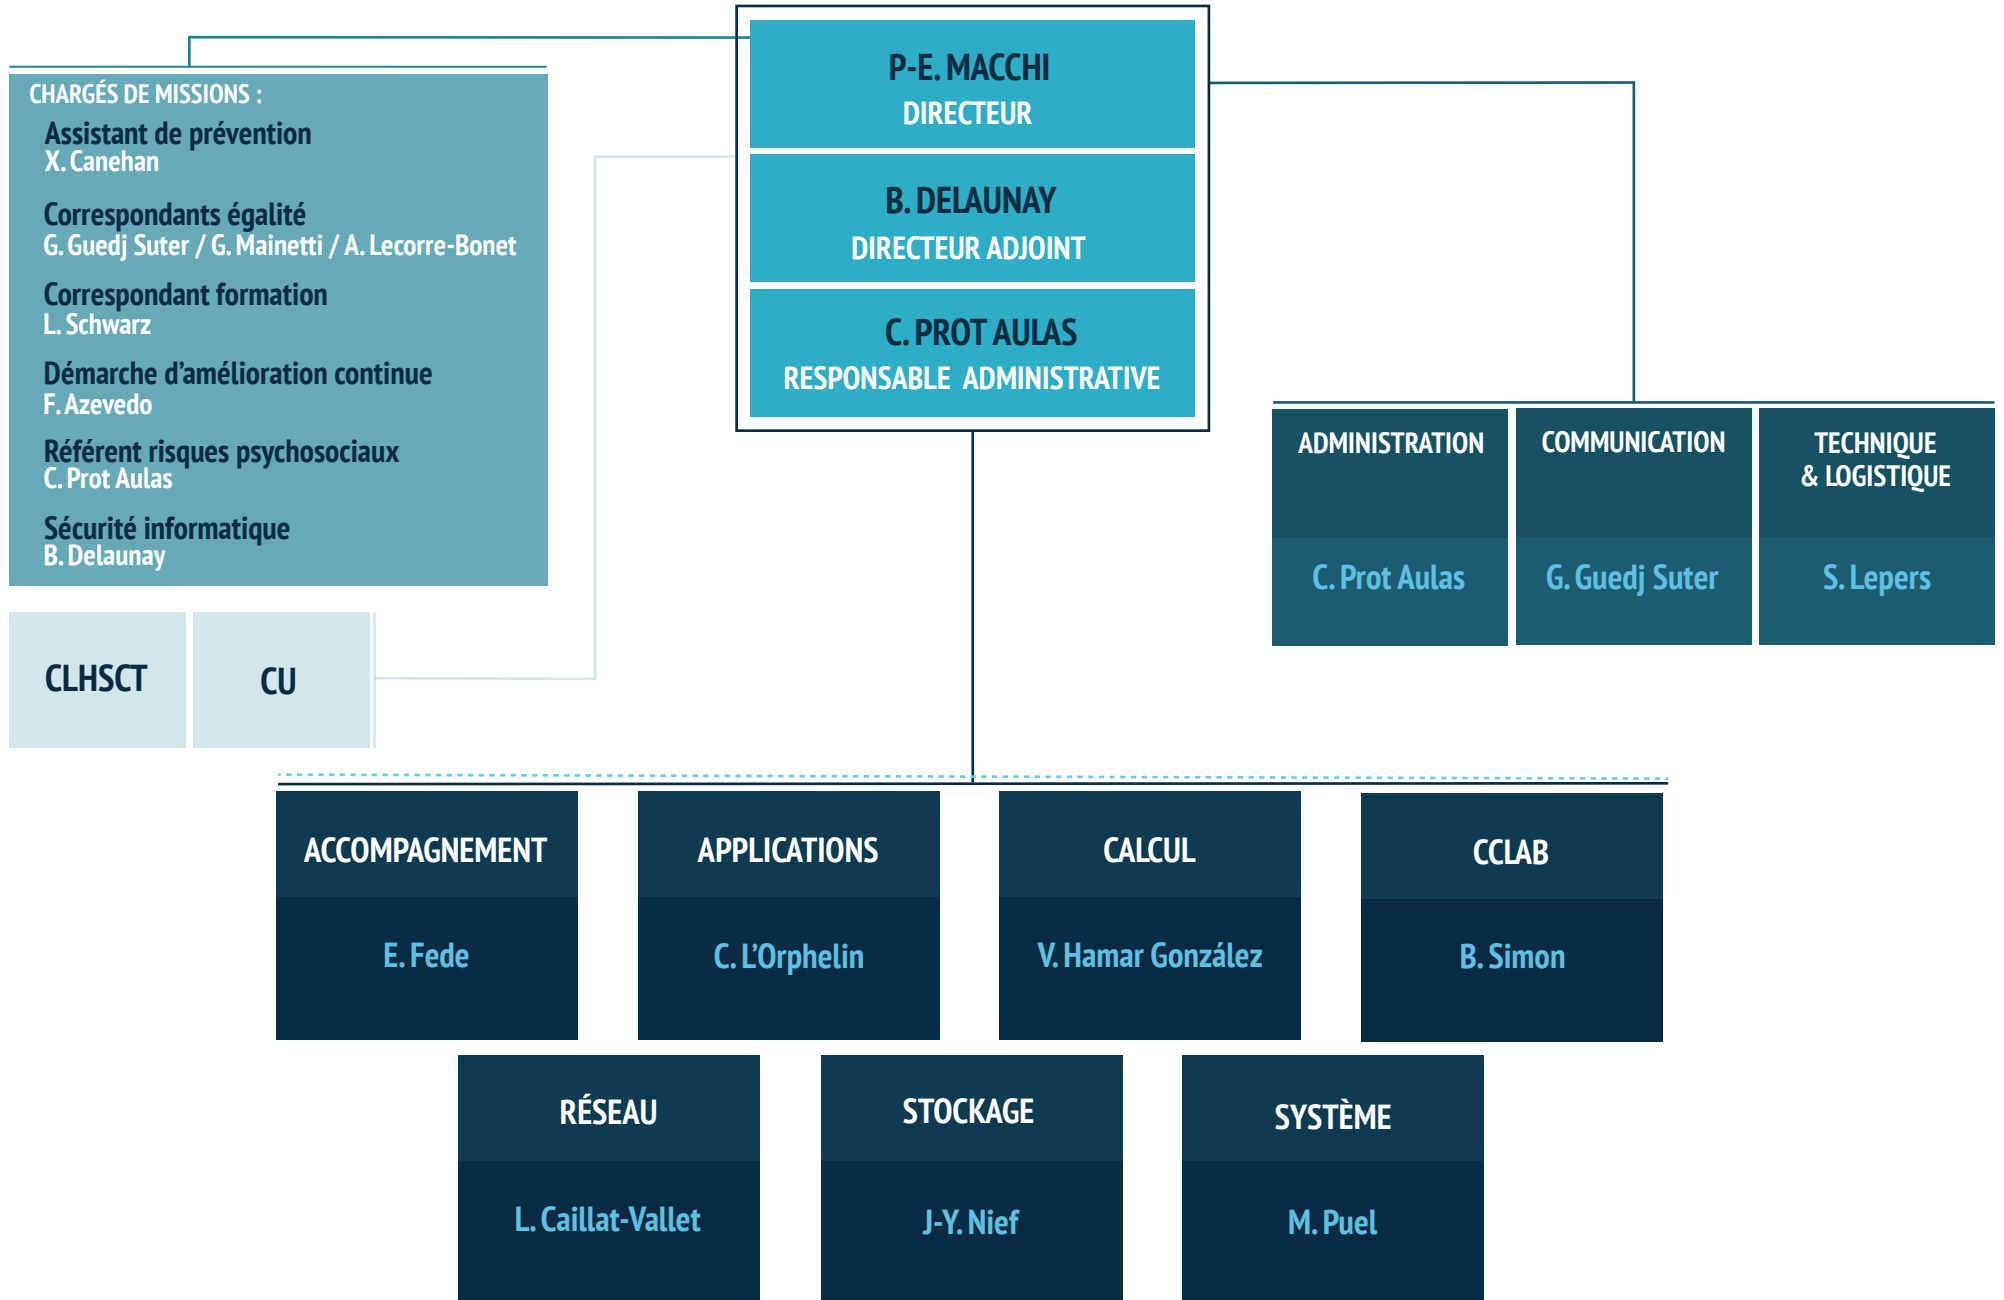 P-E. MACCHI
DIRECTEUR
B. DELAUNAY
DIRECTEUR ADJOINT
C. PROT AULAS
RESPONSABLE ADMINISTRATIVE
CHARGÉS DE MISSIONS :
Assistant de prévention
X. Canehan
Correspondants égalité
G. Guedj Suter / G. Mainetti / A. Lecorre-Bonet
Correspondant formation
L. Schwarz
Démarche d’amélioration continue
F. Azevedo
Référent risques psychosociaux
C. Prot Aulas
Sécurité informatique
B. Delaunay
CLHSCT
CU
ADMINISTRATION
C. Prot Aulas
COMMUNICATION
G. Guedj Suter
TECHNIQUE
& LOGISTIQUE
S. Lepers
ACCOMPAGNEMENT
E. Fede
APPLICATIONS
C. L’Orphelin
CALCUL
V. Hamar González
CCLAB
B. Simon
RÉSEAU
L. Caillat-Vallet
STOCKAGE
J-Y. Nief
SYSTÈME
M. Puel